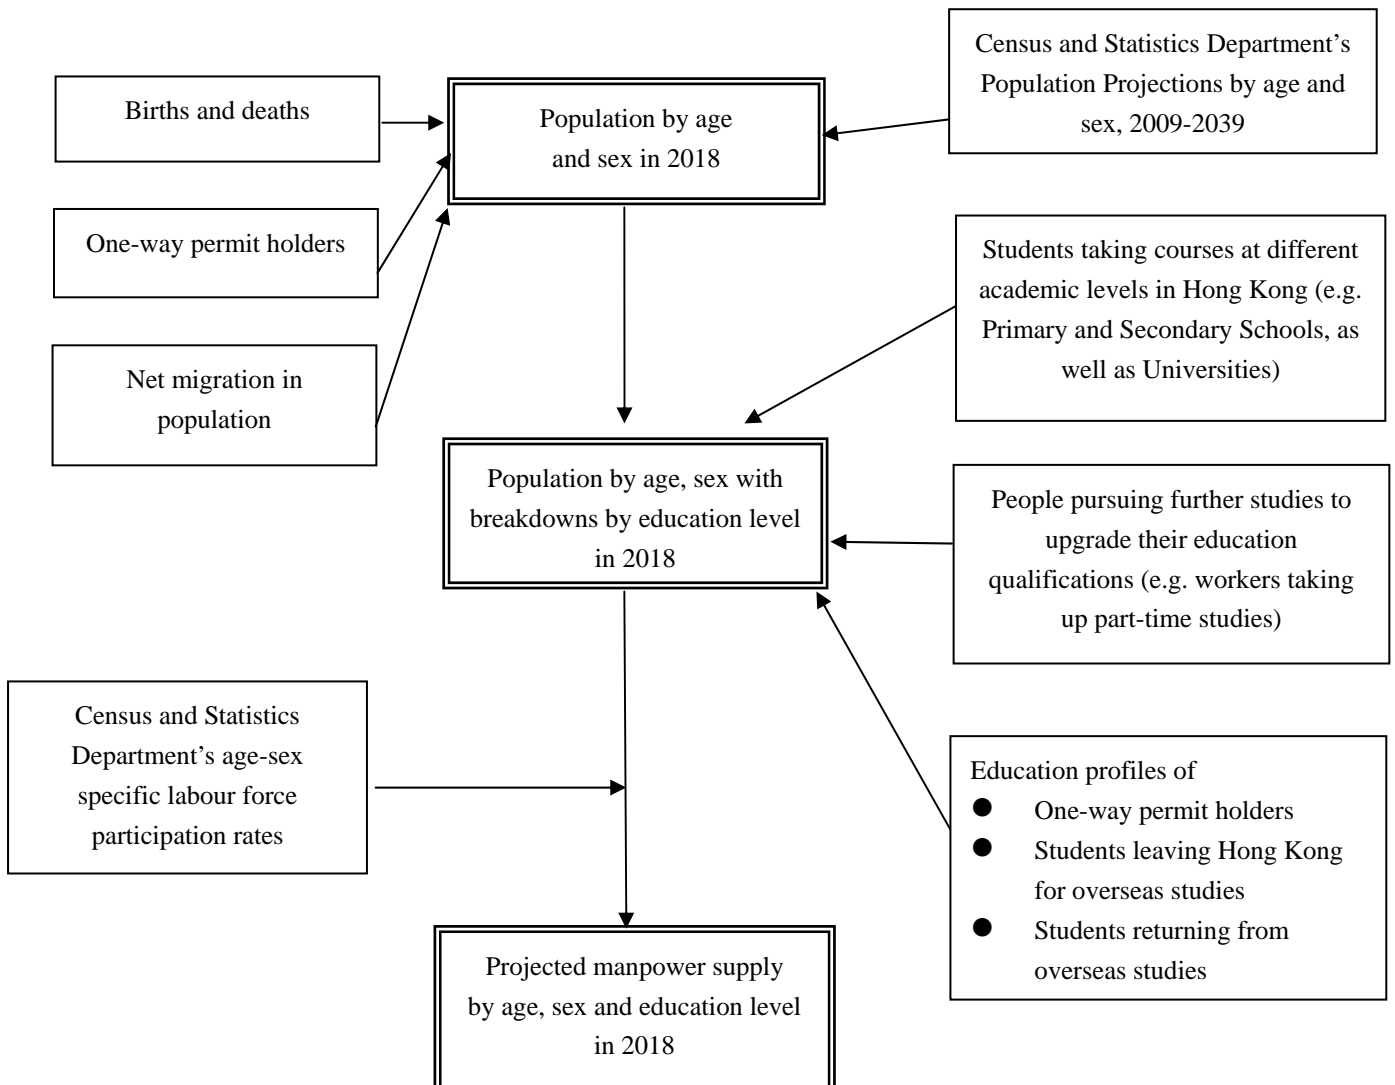 Census and Statistics Department’s
Population Projections by age and
sex, 2009-2039
Births and deaths
Population by age
and sex in 2018
One-way permit holders
Students taking courses at different
academic levels in Hong Kong (e.g.
Primary and Secondary Schools, as
well as Universities)
Net migration in
population
Population by age, sex with
breakdowns by education level
in 2018
People pursuing further studies to
upgrade their education
qualifications (e.g. workers taking
up part-time studies)
Census and Statistics
Department’s age-sex
specific labour force
participation rates
Education profiles of
● One-way permit holders
● Students leaving Hong Kong
for overseas studies
● Students returning from
overseas studies
Projected manpower supply
by age, sex and education level
in 2018